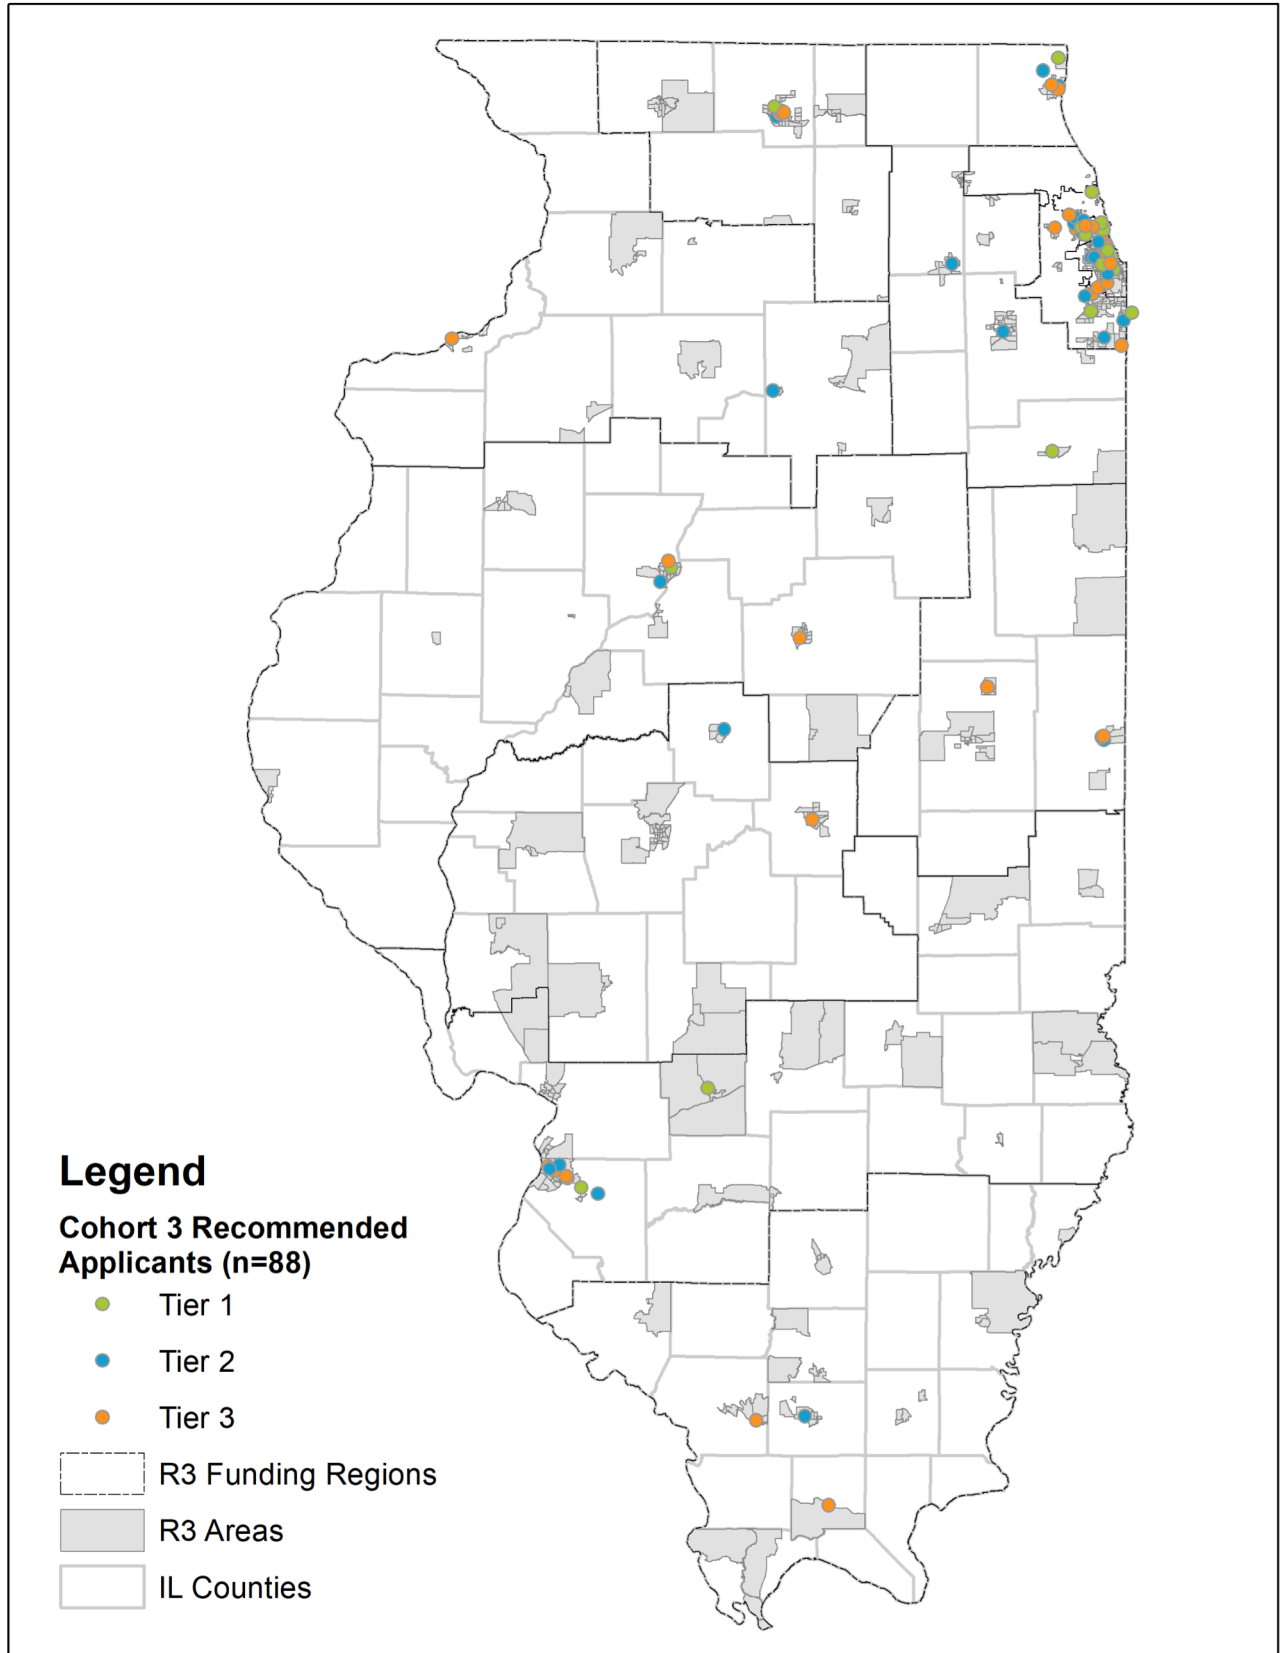 Legend
Cohort 3 Recommended
Applicants (n=88)
Tier 1
Tier 2
Tier 3
R3 Funding Regions
R3 Areas
IL Counties